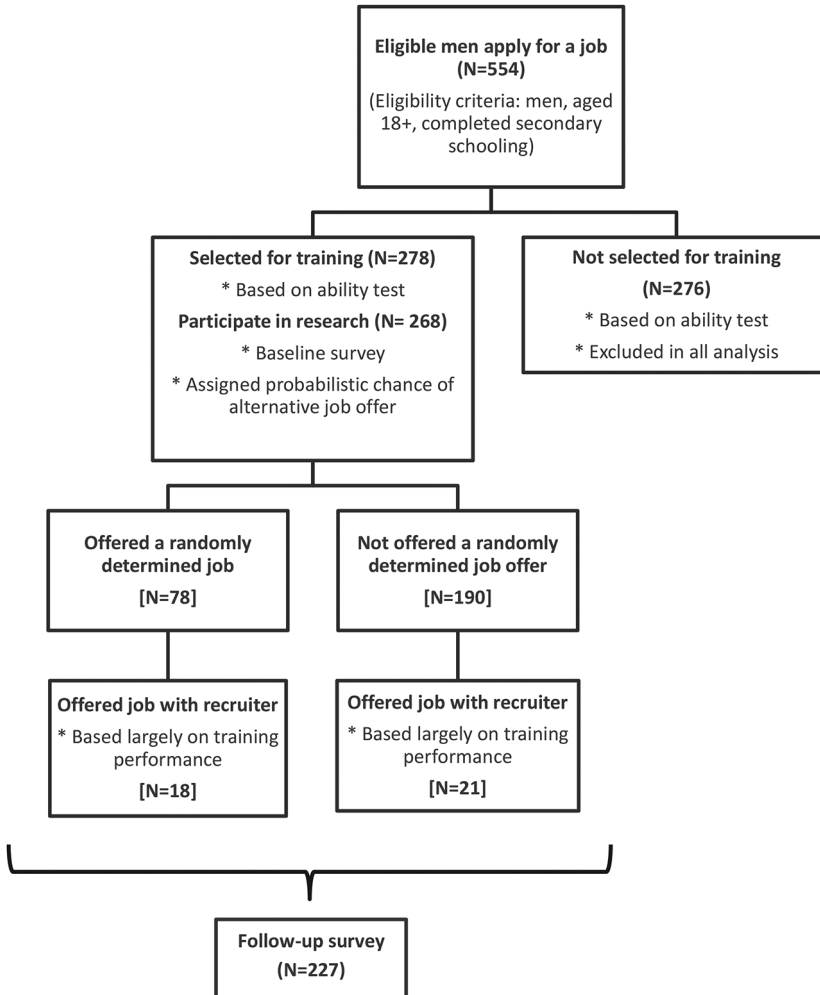 Eligible men apply for a job
(N=554)
(Eligibility criteria: men, aged
18+, completed secondary
schooling)
Selected for training (N=278)
* Based on ability test
Participate in research (N= 268)
* Baseline survey
* Assigned probabilistic chance of
alternative job offer
Not selected for training
(N=276)
* Based on ability test
* Excluded in all analysis
Offered a randomly
determined job
[N=78]
Not offered a randomly
determined job offer
[N=190]
Offered job with recruiter
* Based largely on training
performance
[N=18]
Offered job with recruiter
* Based largely on training
performance
[N=21]
Follow-up survey
(N=227)